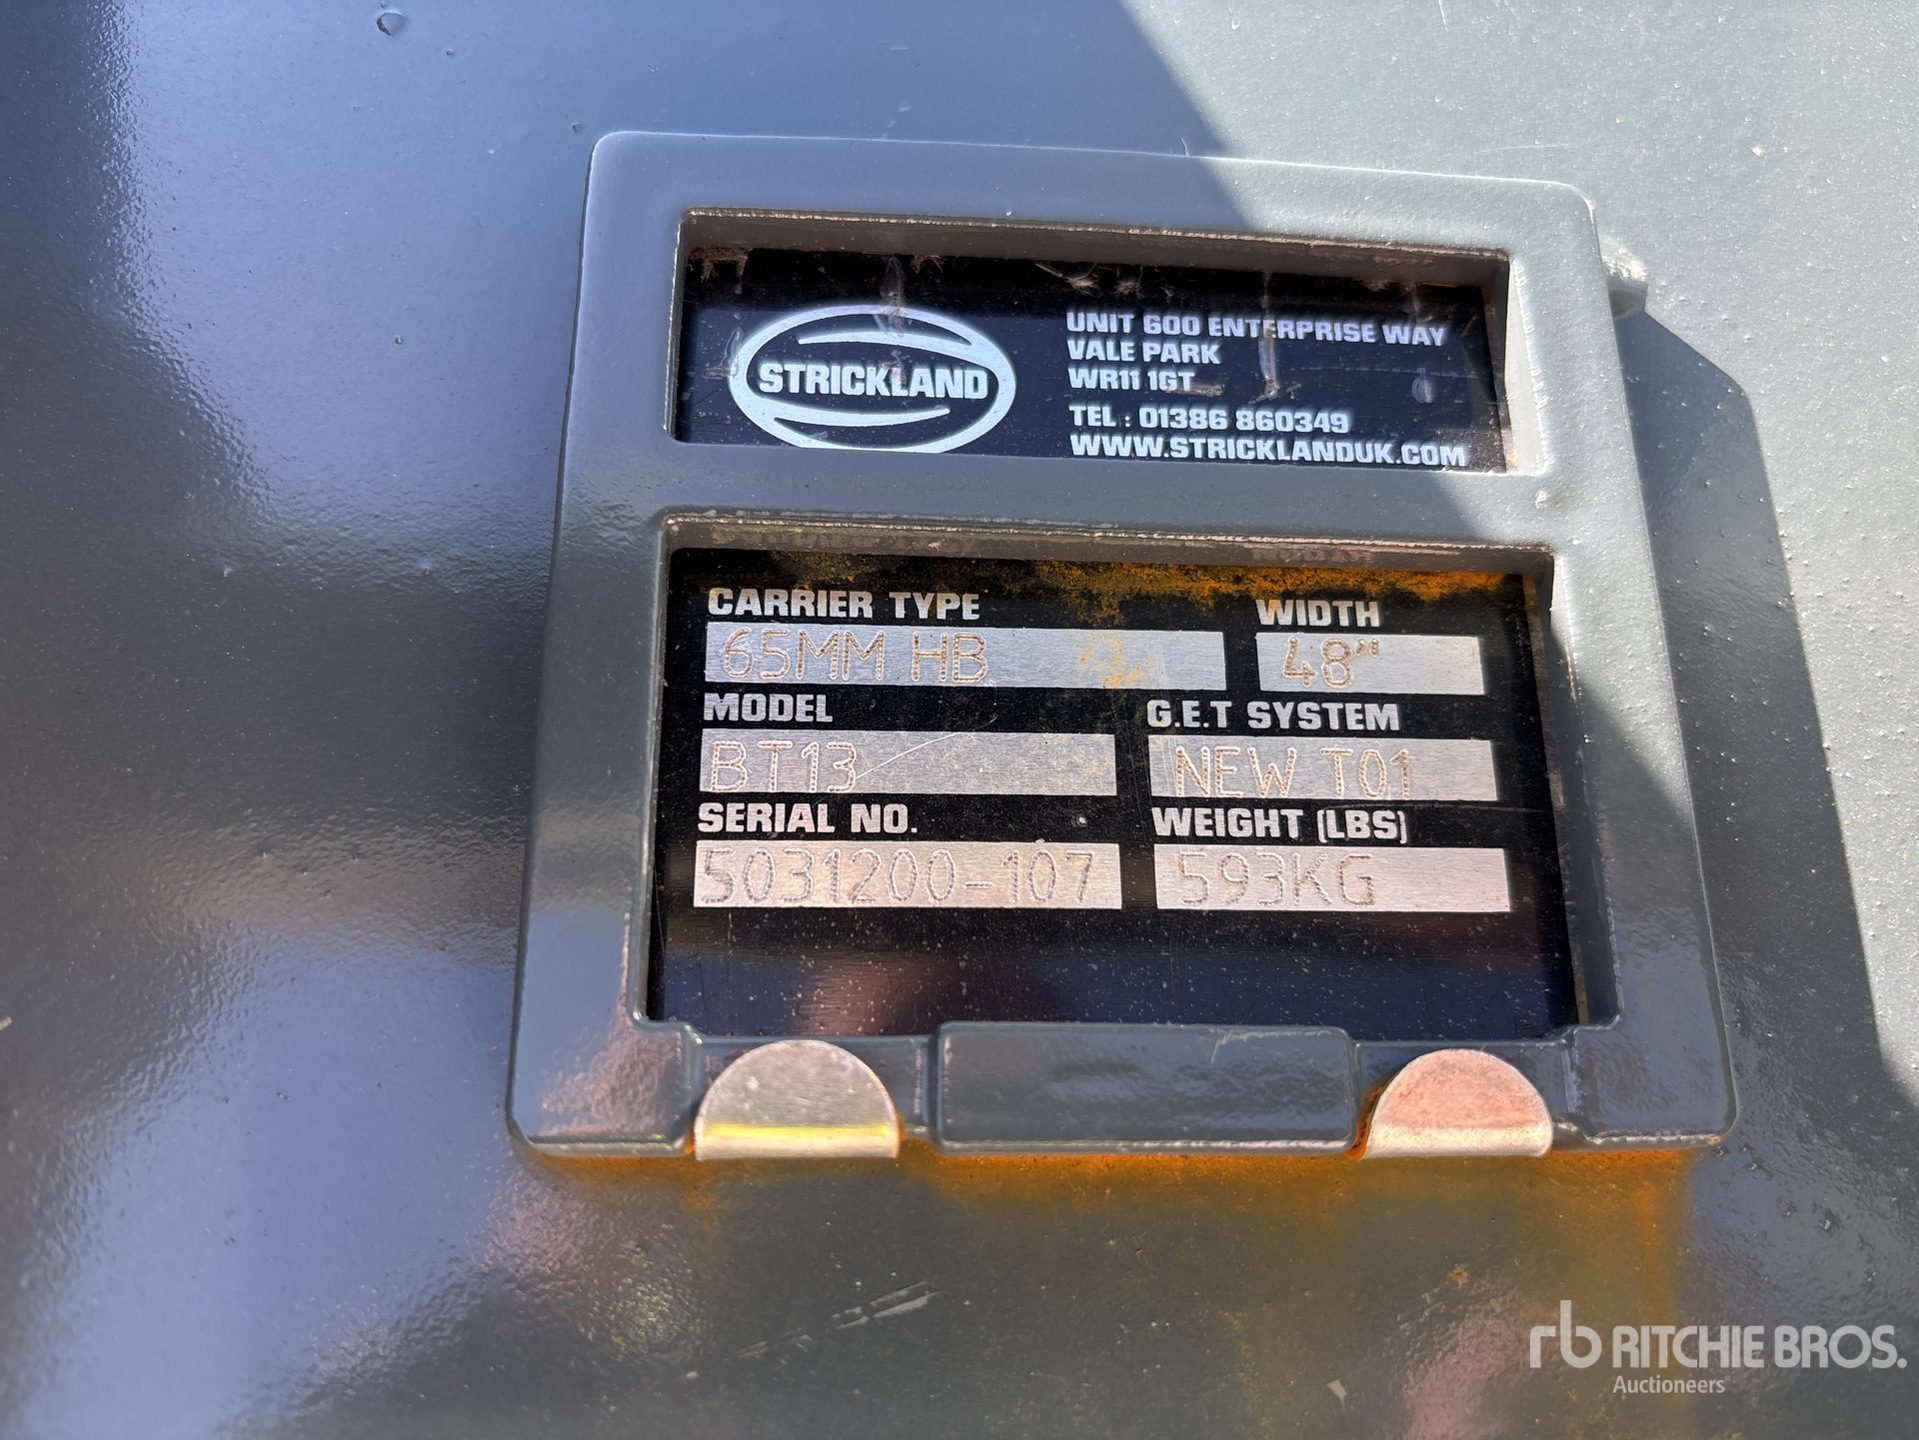 STRICKLAND
UNIT 600 ENTERPRISE WAY
VALE PARK
WR11 1GT
TEL : 01386 860349
WWW.STRICKLANDUK.COM
CARRIER TYPE WIDTH
65MM HB 48"
MODEL G.E.T SYSTEM
BT13 NEW T01
SERIAL NO. WEIGHT (LBS)
5031200-107 593KG
rb RITCHIE BROS.
Auctioneers